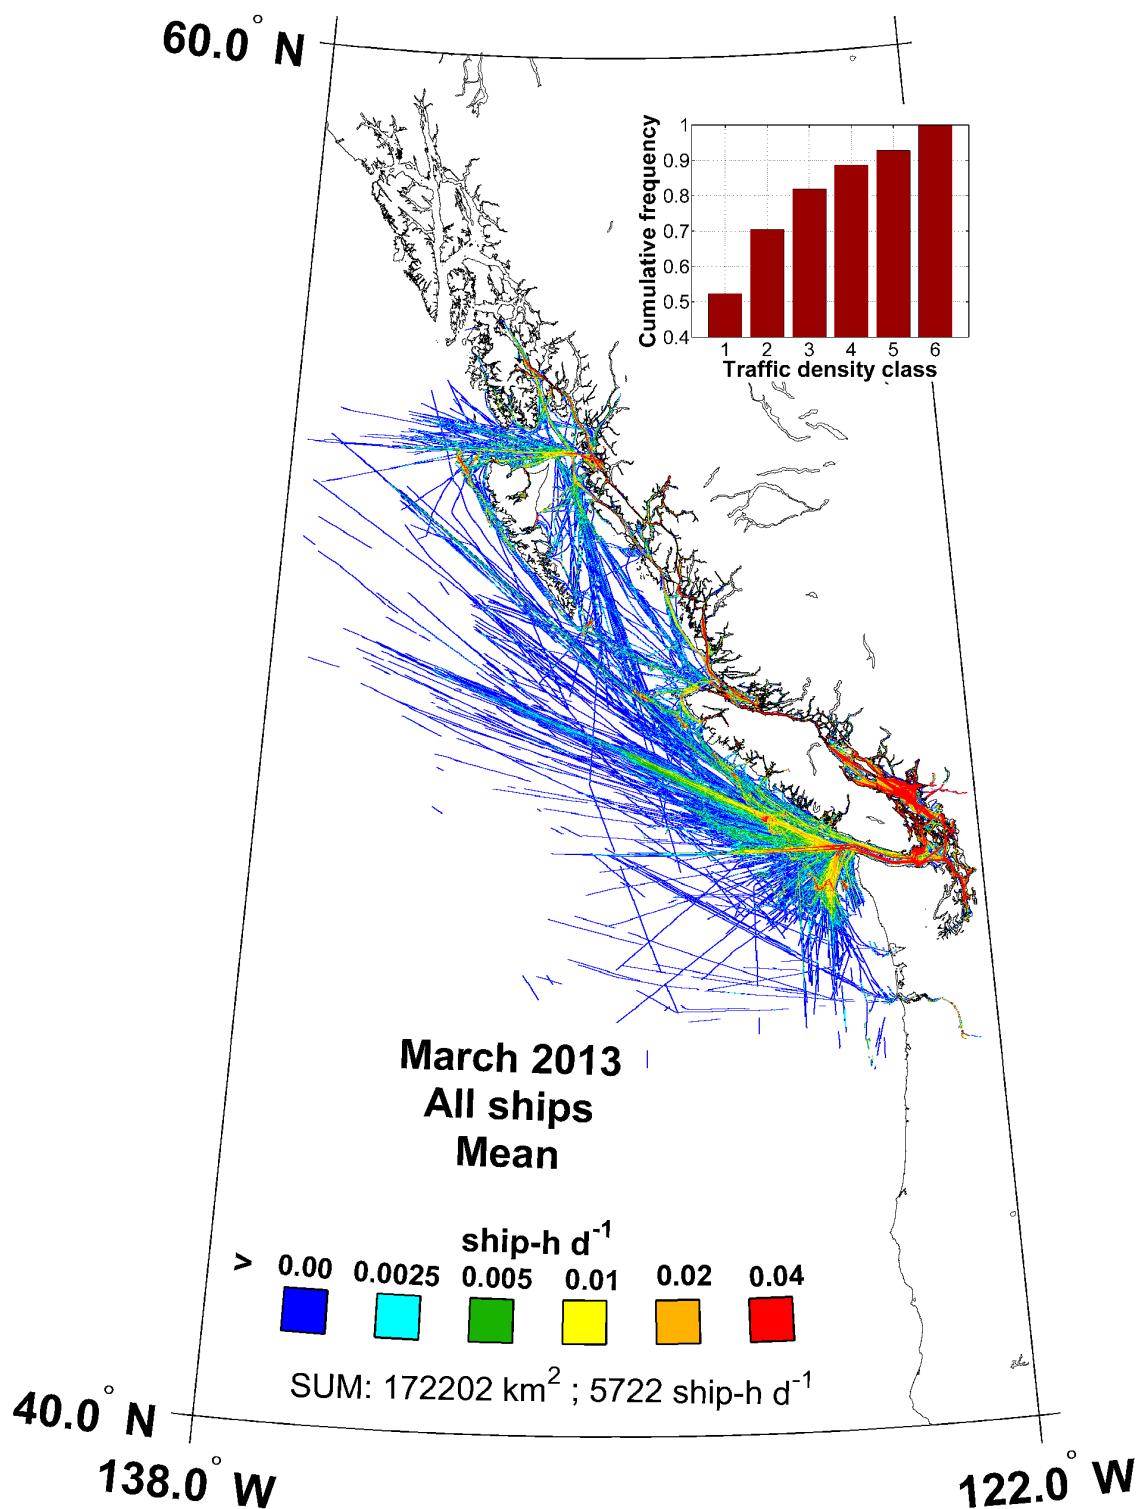 60.0° N
Cumulative frequency
1
0.9
0.8
0.7
0.6
0.5
0.4
1 2 3 4 5 6
Traffic density class
March 2013
All ships
Mean
ship-h d⁻¹
> 0.00 0.0025 0.005 0.01 0.02 0.04
SUM: 172202 km² ; 5722 ship-h d⁻¹
40.0° N
138.0° W
122.0° W